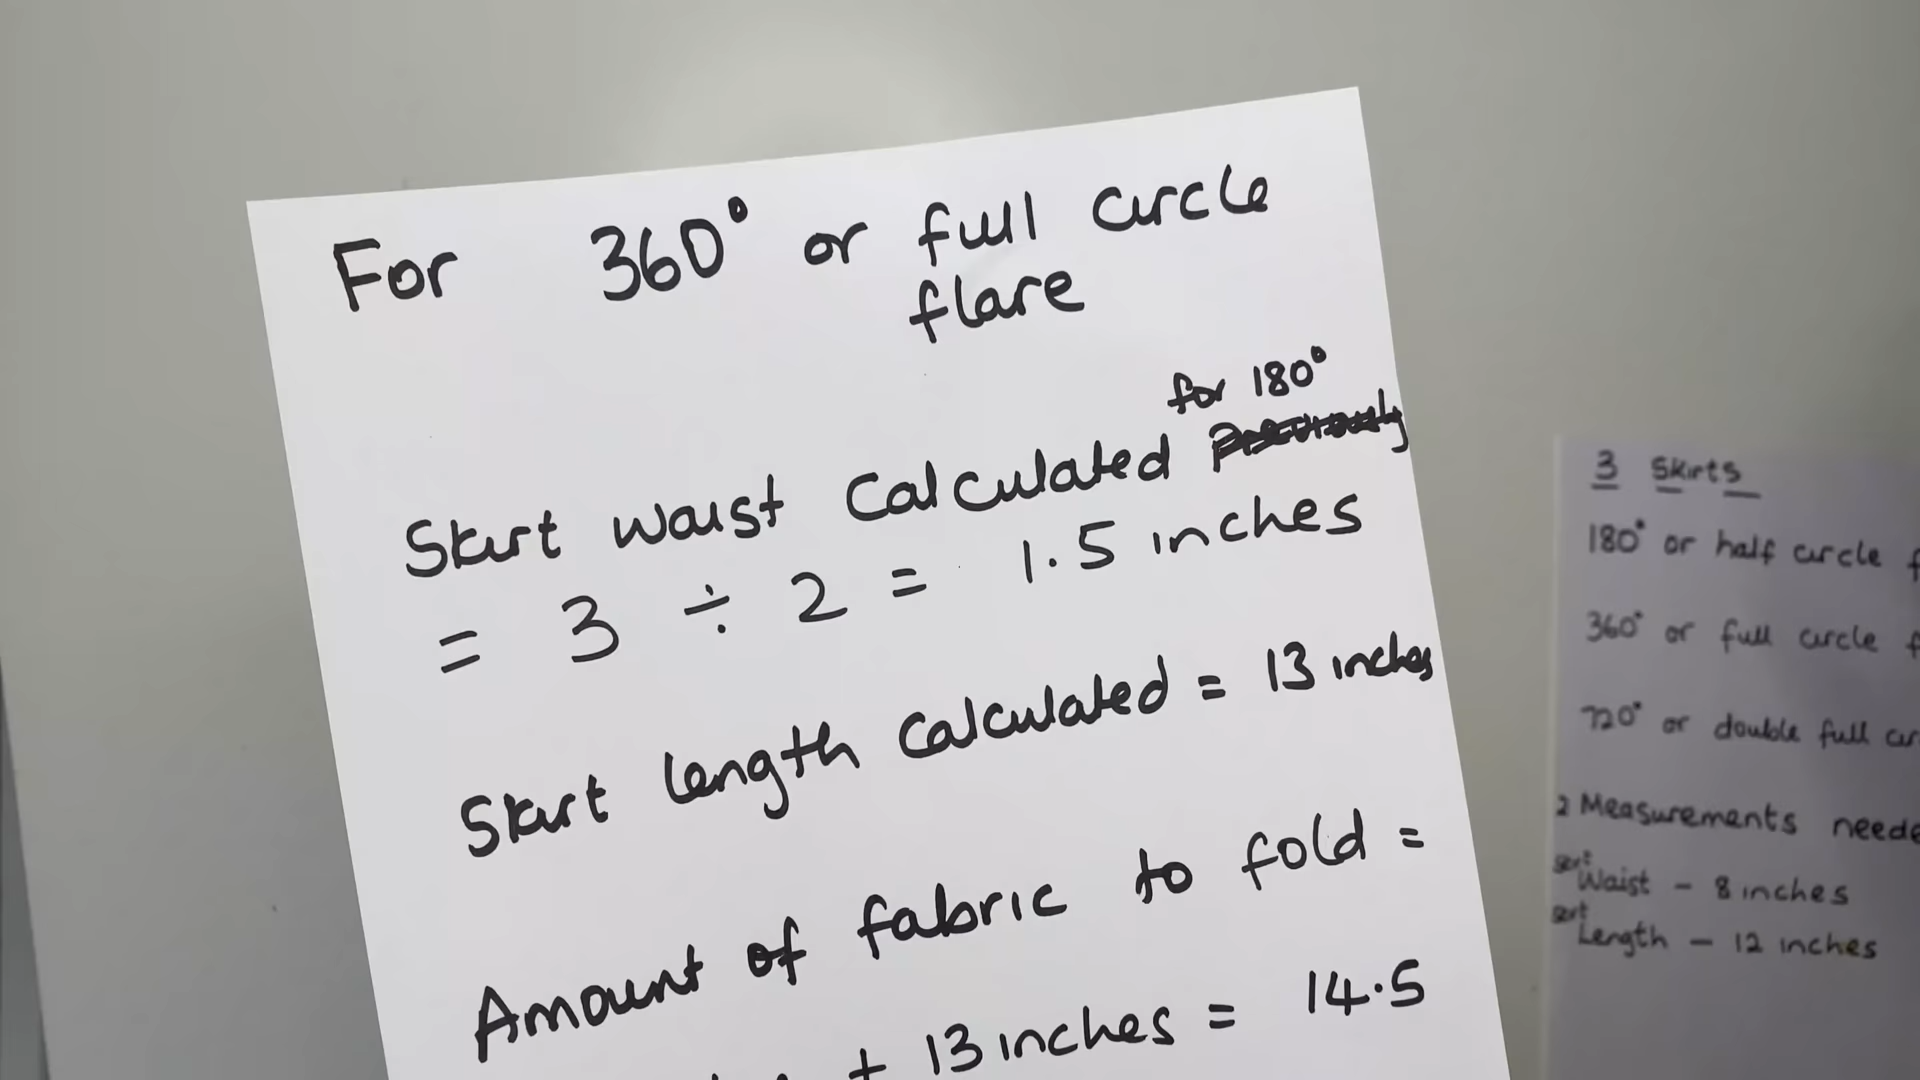 For 360° or full circle
flare
for 180°
Skirt waist calculated
= 3 ÷ 2 = 1.5 inches
Skirt length calculated = 13 inches
Amount of fabric to fold =
+ 13 inches = 14.5
3 Skirts
180° or half circle
360° or full circle
720° or double full
2 Measurements
Skirt
Waist - 8 inches
Skirt
Length - 12 inches